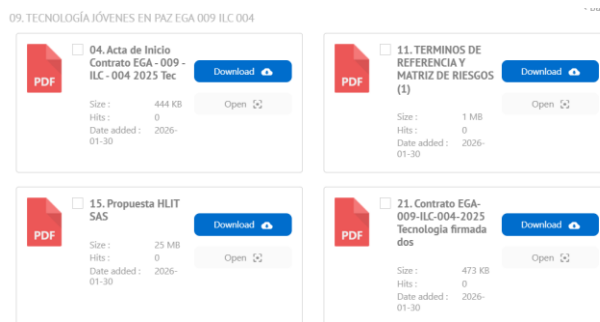 09. TECNOLOGÍA JÓVENES EN PAZ EGA 009 ILC 004
PDF
04. Acta de Inicio
Contrato EGA - 009 -
ILC - 004 2025 Tec
Size : 444 KB
Hits : 0
Date added : 2026-
01-30
Download
Open
PDF
11. TERMINOS DE
REFERENCIA Y
MATRIZ DE RIESGOS
(1)
Size : 1 MB
Hits : 0
Date added : 2026-
01-30
Download
Open
PDF
15. Propuesta HLIT
SAS
Size : 25 MB
Hits : 0
Date added : 2026-
01-30
Download
Open
PDF
21. Contrato EGA-
009-ILC-004-2025
Tecnologia firmada
dos
Size : 473 KB
Hits : 0
Date added : 2026-
01-30
Download
Open